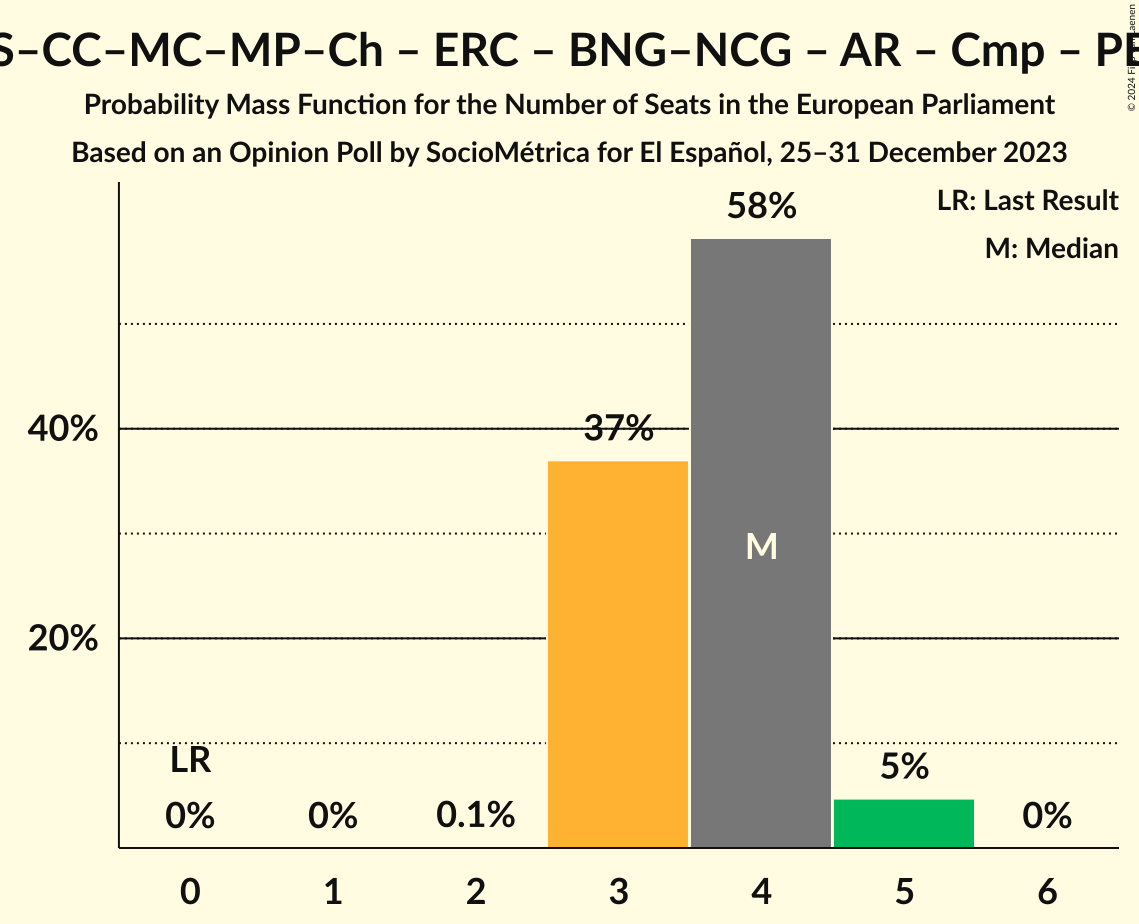 S–CC–MC–MP–Ch – ERC – BNG–NCG – AR – Cmp –
Probability Mass Function for the Number of Seats in the European Parliament
Based on an Opinion Poll by SocioMétrica for El Español, 25–31 December 2023
© 2024
LR: Last Result
M: Median
58%
40%
37%
M
20%
LR
5%
0% 0% 0.1% 0%
0 1 2 3 4 5 6